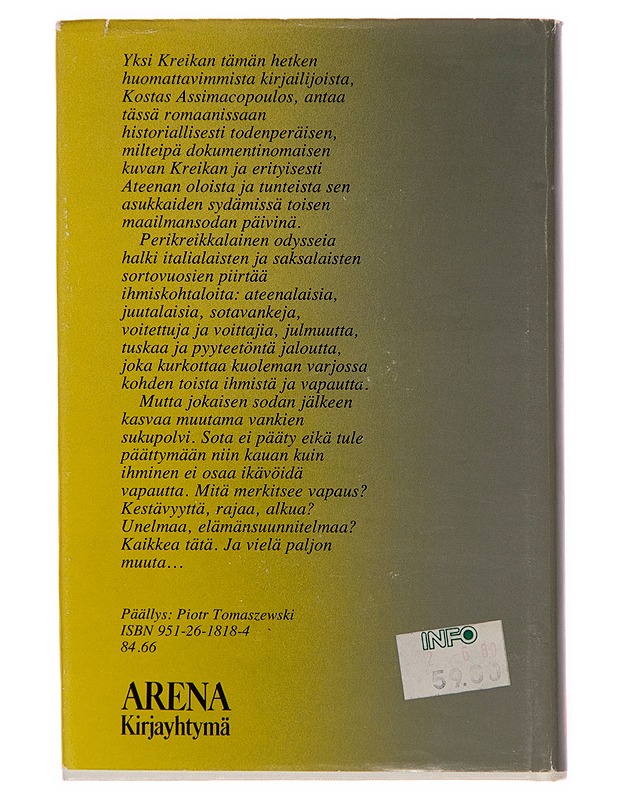 Yksi Kreikan tämän hetken
huomattavimmista kirjailijoista,
Kostas Assimacopoulos, antaa
tässä romaanissaan
historiallisesti todenperäisen,
milteipä dokumentinomaisen
kuvan Kreikan ja erityisesti
Ateenan oloista ja tunteista sen
asukkaiden sydämissä toisen
maailmansodan päivinä.
Perikreikkalainen odysseia
halki italialaisten ja saksalaisten
sortovuosien piirtää
ihmiskohtaloita: ateenalaisia,
juutalaisia, sotavankeja,
voitettuja ja voittajia, julmuutta,
tuskaa ja pyyteetöntä jaloutta,
joka kurkottaa kuoleman varjossa
kohden toista ihmistä ja vapautta.
Mutta jokaisen sodan jälkeen
kasvaa muutama vankien
sukupolvi. Sota ei pääty eikä tule
päättymään niin kauan kuin
ihminen ei osaa ikävöidä
vapautta. Mitä merkitsee vapaus?
Kestävyyttä, rajaa, alkua?
Unelmaa, elämänsuunnitelmaa?
Kaikkea tätä. Ja vielä paljon
muuta...
Päällys: Piotr Tomaszewski
ISBN 951-26-1818-4
84.66
ARENA
Kirjayhtymä
INFO
59.00